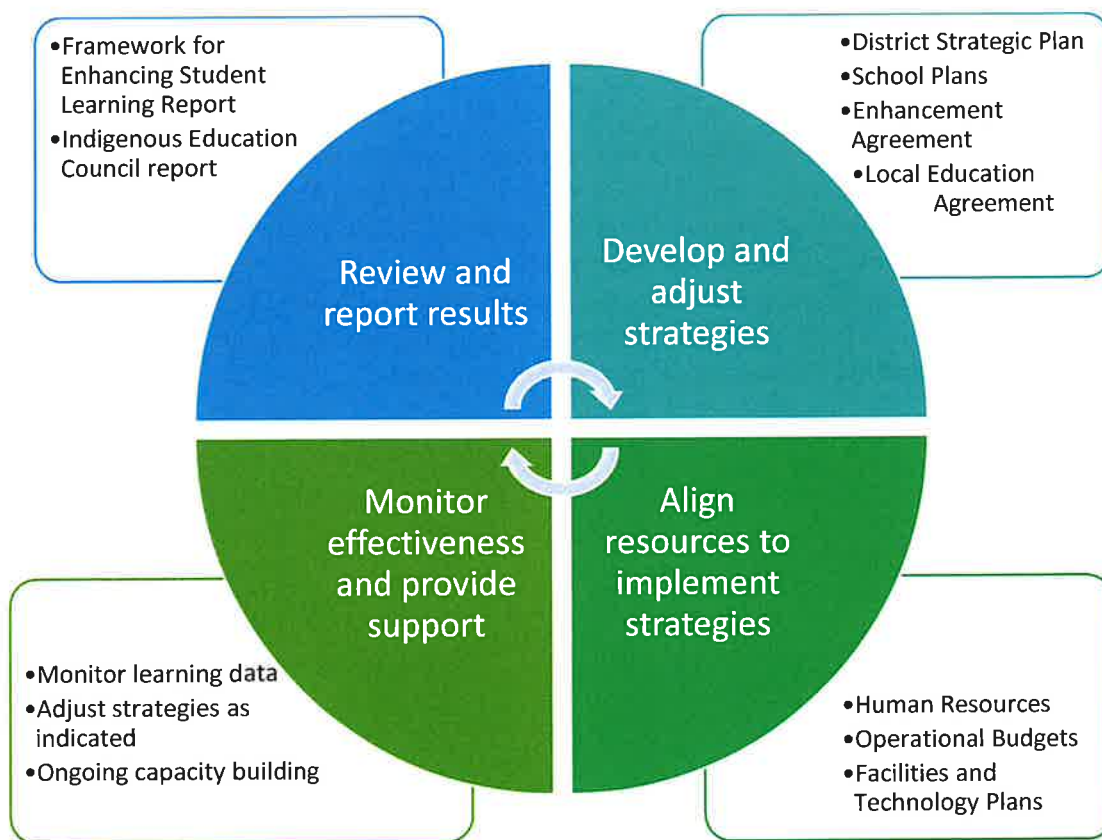 •Framework for
Enhancing Student
Learning Report
•Indigenous Education
Council report
•District Strategic Plan
•School Plans
•Enhancement
Agreement
•Local Education
Agreement
Review and
report results
Develop and
adjust
strategies
Monitor
effectiveness
and provide
support
Align
resources to
implement
strategies
•Monitor learning data
•Adjust strategies as
indicated
•Ongoing capacity building
•Human Resources
•Operational Budgets
•Facilities and
Technology Plans